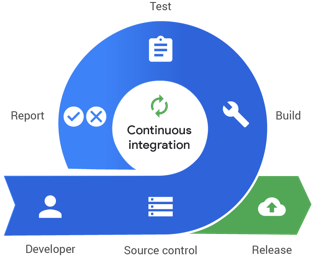 Test
Report
Continuous
integration
Build
Developer
Source control
Release